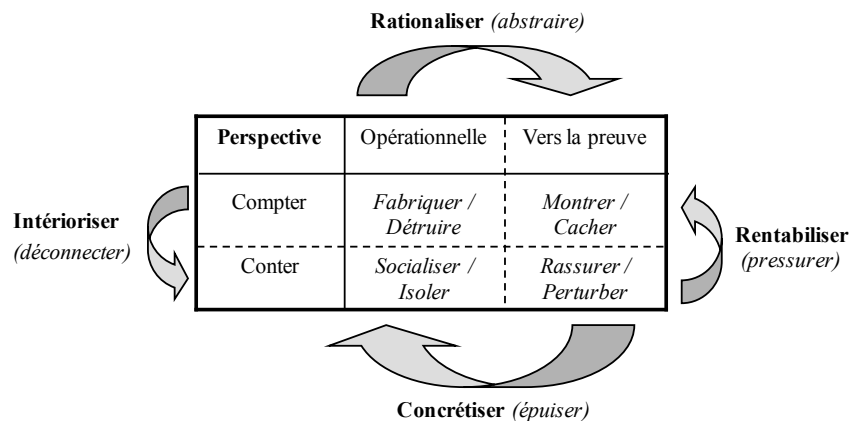 Rationaliser (abstraire)
Perspective Opérationnelle Vers la preuve
Compter Fabriquer / Détruire Montrer / Cacher
Intérioriser
(déconnecter)
Rentabiliser
(pressurer)
Conter Socialiser / Isoler Rassurer / Perturber
Concrétiser (épuiser)